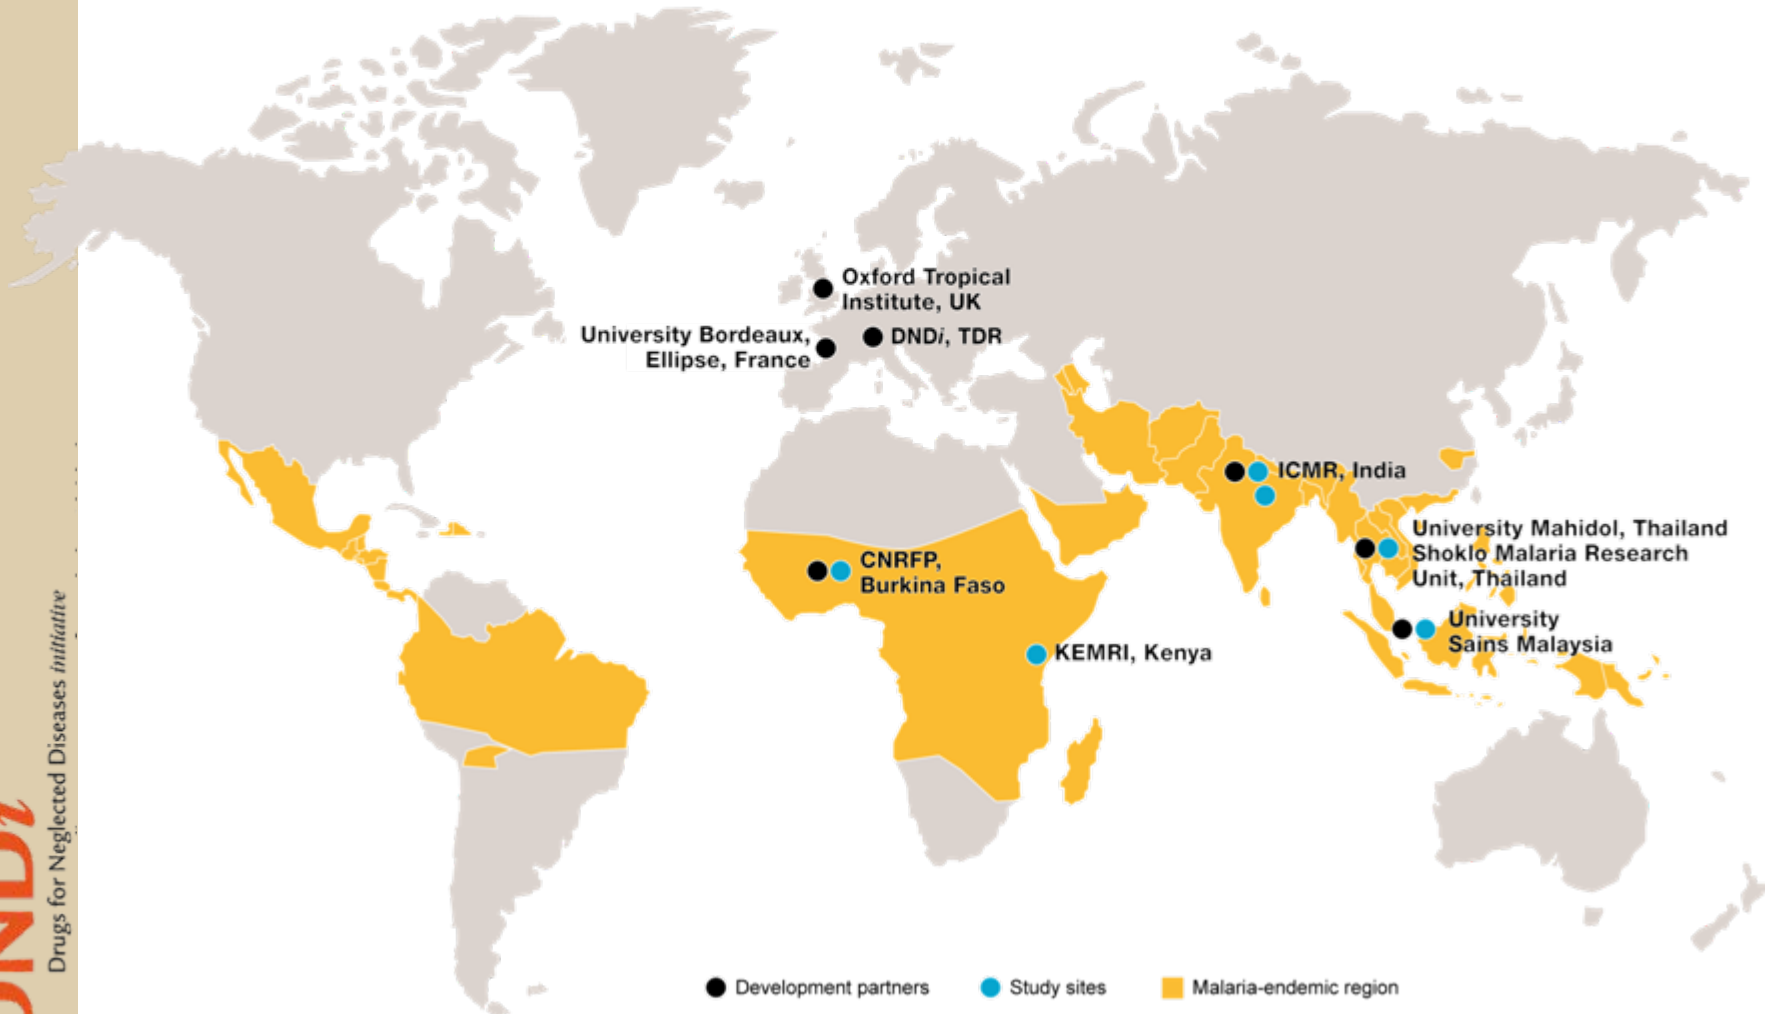 Oxford Tropical
Institute, UK
University Bordeaux,
Ellipse, France
DNDi, TDR
ICMR, India
University Mahidol, Thailand
Shoklo Malaria Research
Unit, Thailand
CNRFP,
Burkina Faso
University
Sains Malaysia
KEMRI, Kenya
DNDi
Drugs for Neglected Diseases initiative
Development partners
Study sites
Malaria-endemic region